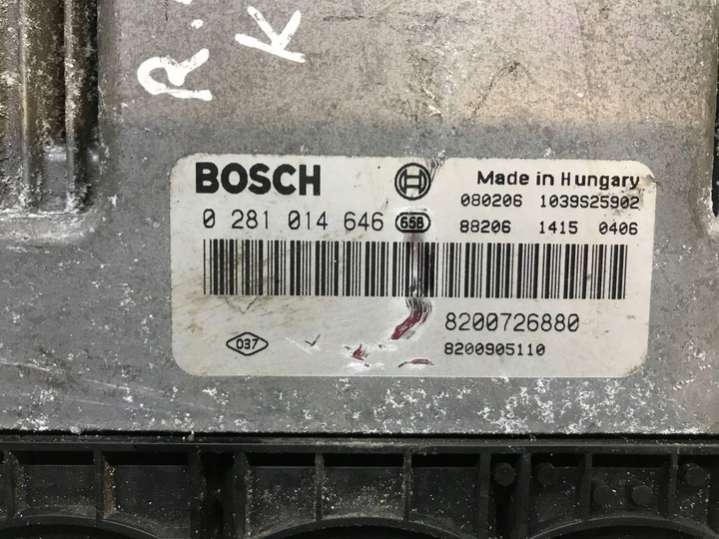 R.
K
BOSCH
Made in Hungary
080206 1039S25902
0 281 014 646 658
88206 1415 0406
8200726880
037
8200905110